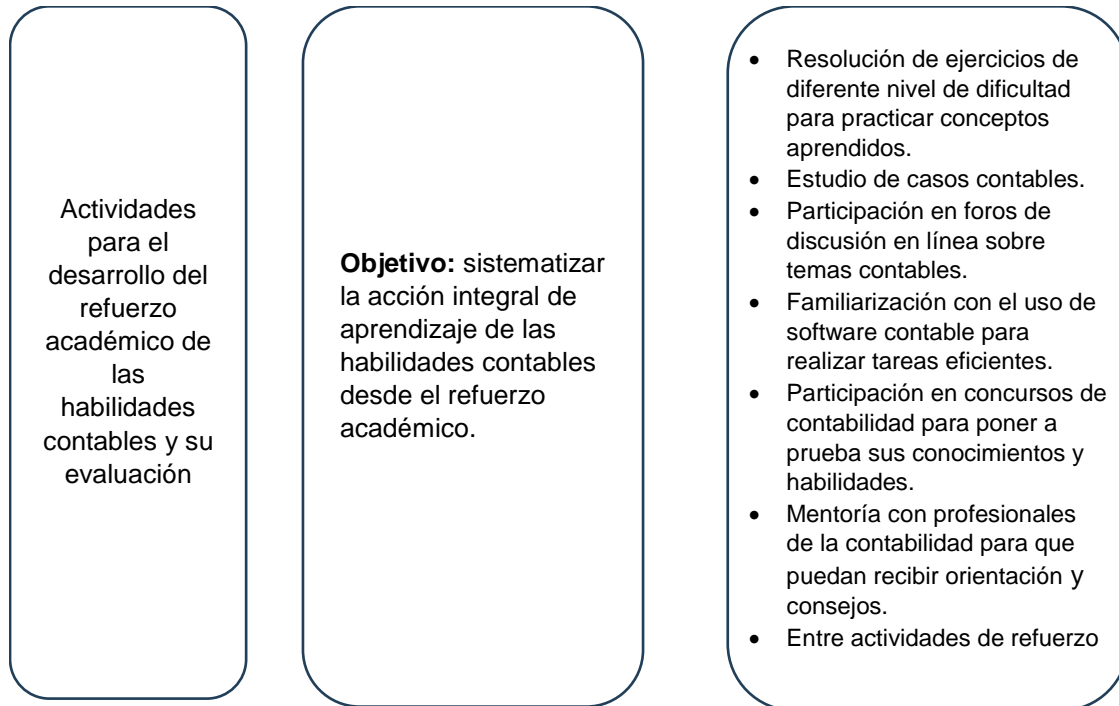 Actividades
para el
desarrollo del
refuerzo
académico de
las
habilidades
contables y su
evaluación
Objetivo: sistematizar
la acción integral de
aprendizaje de las
habilidades contables
desde el refuerzo
académico.
• Resolución de ejercicios de
diferente nivel de dificultad
para practicar conceptos
aprendidos.
• Estudio de casos contables.
• Participación en foros de
discusión en línea sobre
temas contables.
• Familiarización con el uso de
software contable para
realizar tareas eficientes.
• Participación en concursos de
contabilidad para poner a
prueba sus conocimientos y
habilidades.
• Mentoría con profesionales
de la contabilidad para que
puedan recibir orientación y
consejos.
• Entre actividades de refuerzo